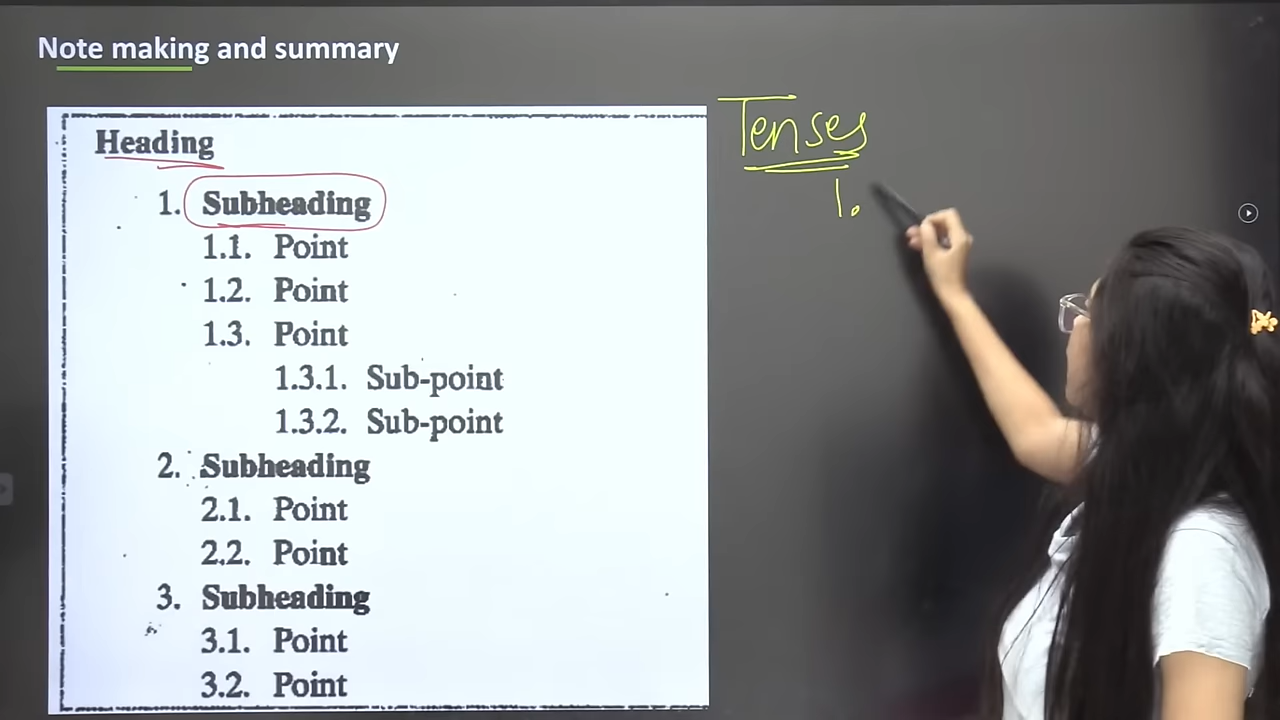 Note making and summary
Heading
1. Subheading
1.1. Point
1.2. Point
1.3. Point
1.3.1. Sub-point
1.3.2. Sub-point
2. Subheading
2.1. Point
2.2. Point
3. Subheading
3.1. Point
3.2. Point
Tenses
1.